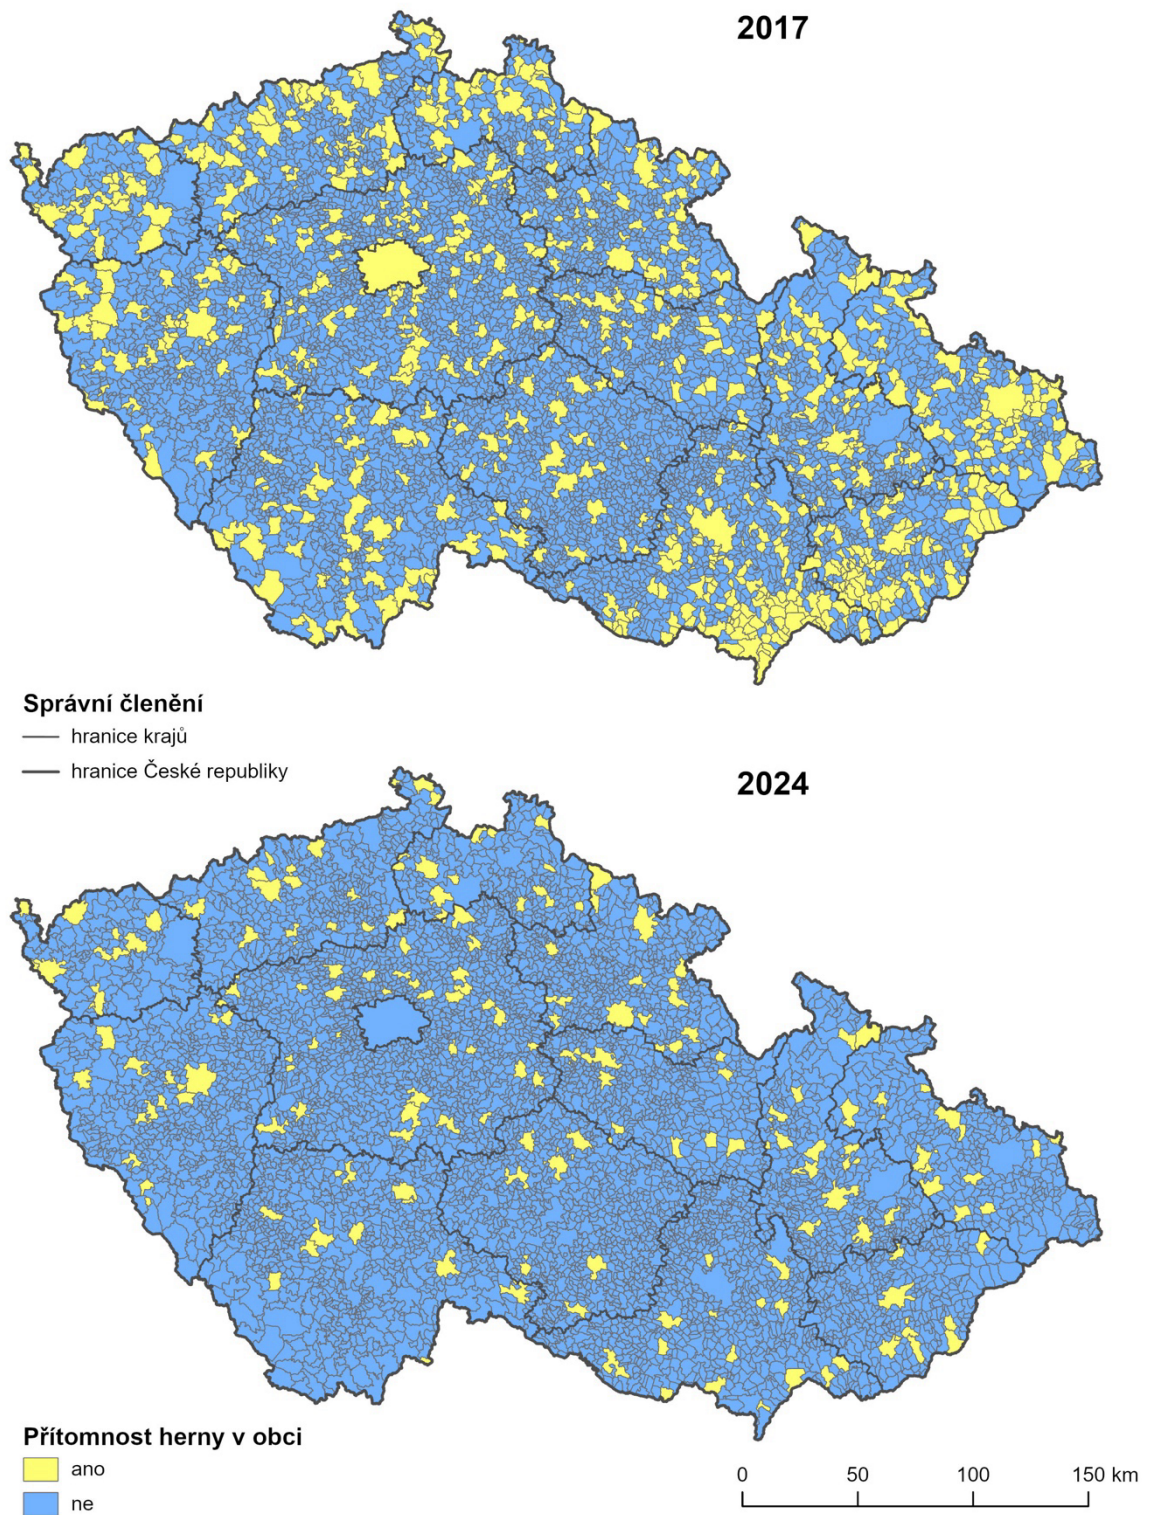 2017
Správní členění
hranice krajů
hranice České republiky
2024
Přítomnost herny v obci
ano
ne
0 50 100 150 km